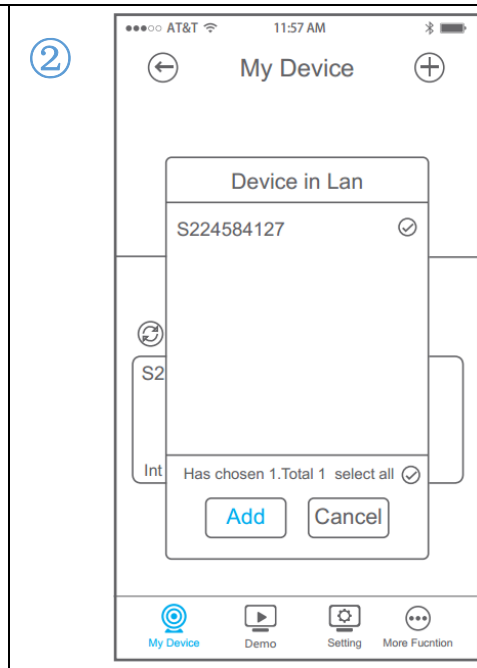 ②
AT&T 11:57 AM
My Device
Device in Lan
S224584127
S2
Int
Has chosen 1.Total 1 select all
Add Cancel
My Device Demo Setting More Fucntion